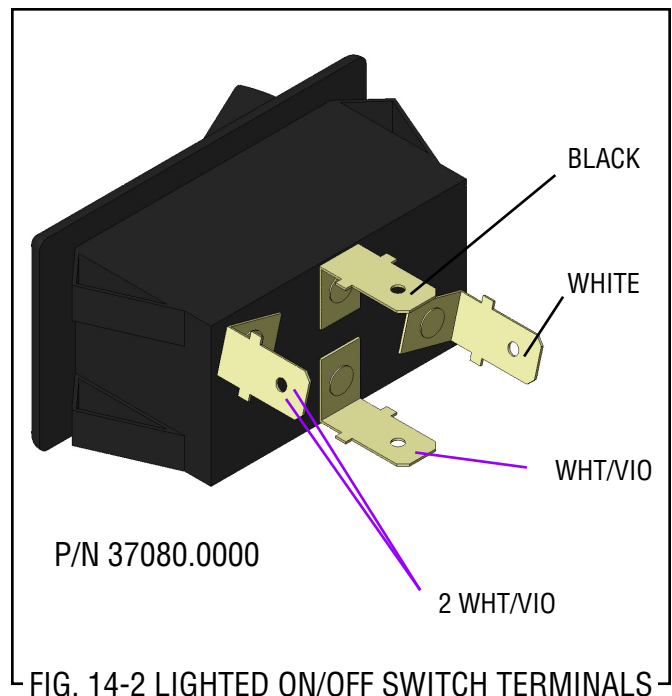 BLACK
WHITE
WHT/VIO
P/N 37080.0000
2 WHT/VIO
FIG. 14-2 LIGHTED ON/OFF SWITCH TERMINALS